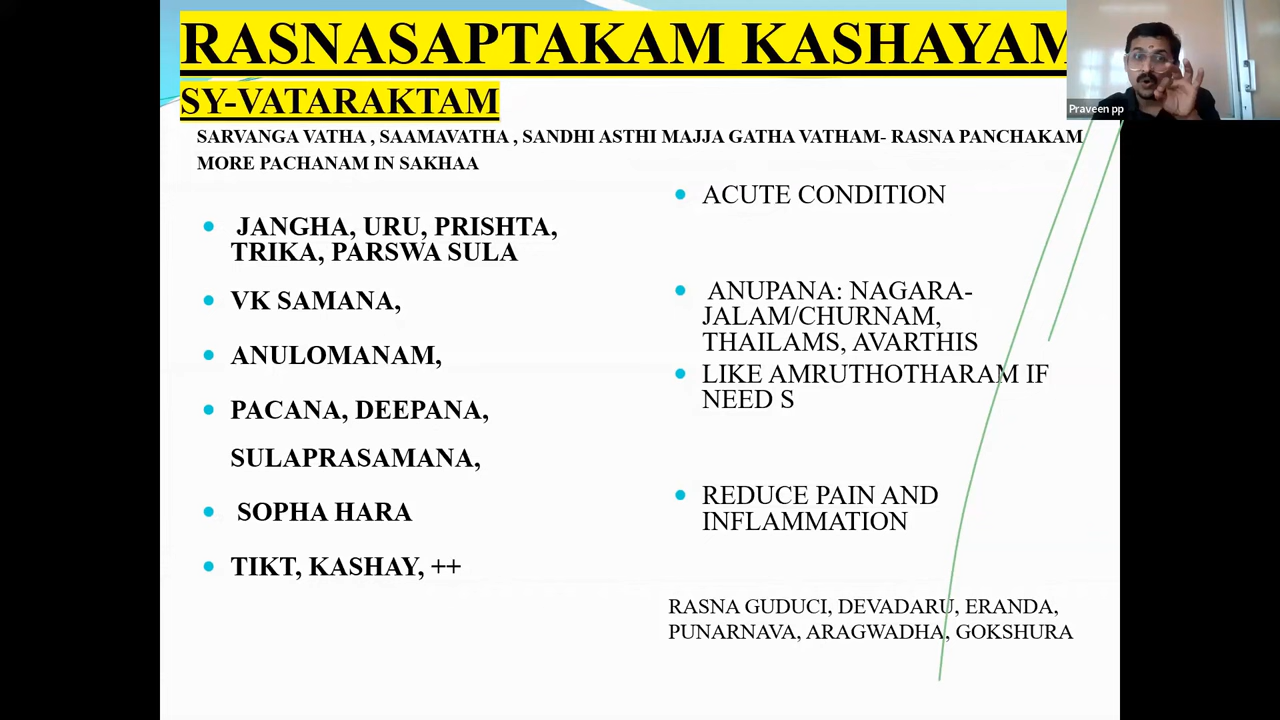 RASNASAPTAKAM KASHAYAM
SY-VATARAKTAM
SARVANGA VATHA , SAAMAVATHA , SANDHI ASTHI MAJJA GATHA VATHAM- RASNA PANCHAKAM
MORE PACHANAM IN SAKHAA
JANGHA, URU, PRISHTA,
TRIKA, PARSWA SULA
VK SAMANA,
ANULOMANAM,
PACANA, DEEPANA,
SULAPRASAMANA,
SOPHA HARA
TIKT, KASHAY, ++
ACUTE CONDITION
ANUPANA: NAGARA-
JALAM/CHURNAM,
THAILAMS, AVARTHIS
LIKE AMRUTHOTHARAM IF
NEED S
REDUCE PAIN AND
INFLAMMATION
RASNA GUDUCI, DEVADARU, ERANDA,
PUNARNAVA, ARAGWADHA, GOKSHURA
Praveen pp